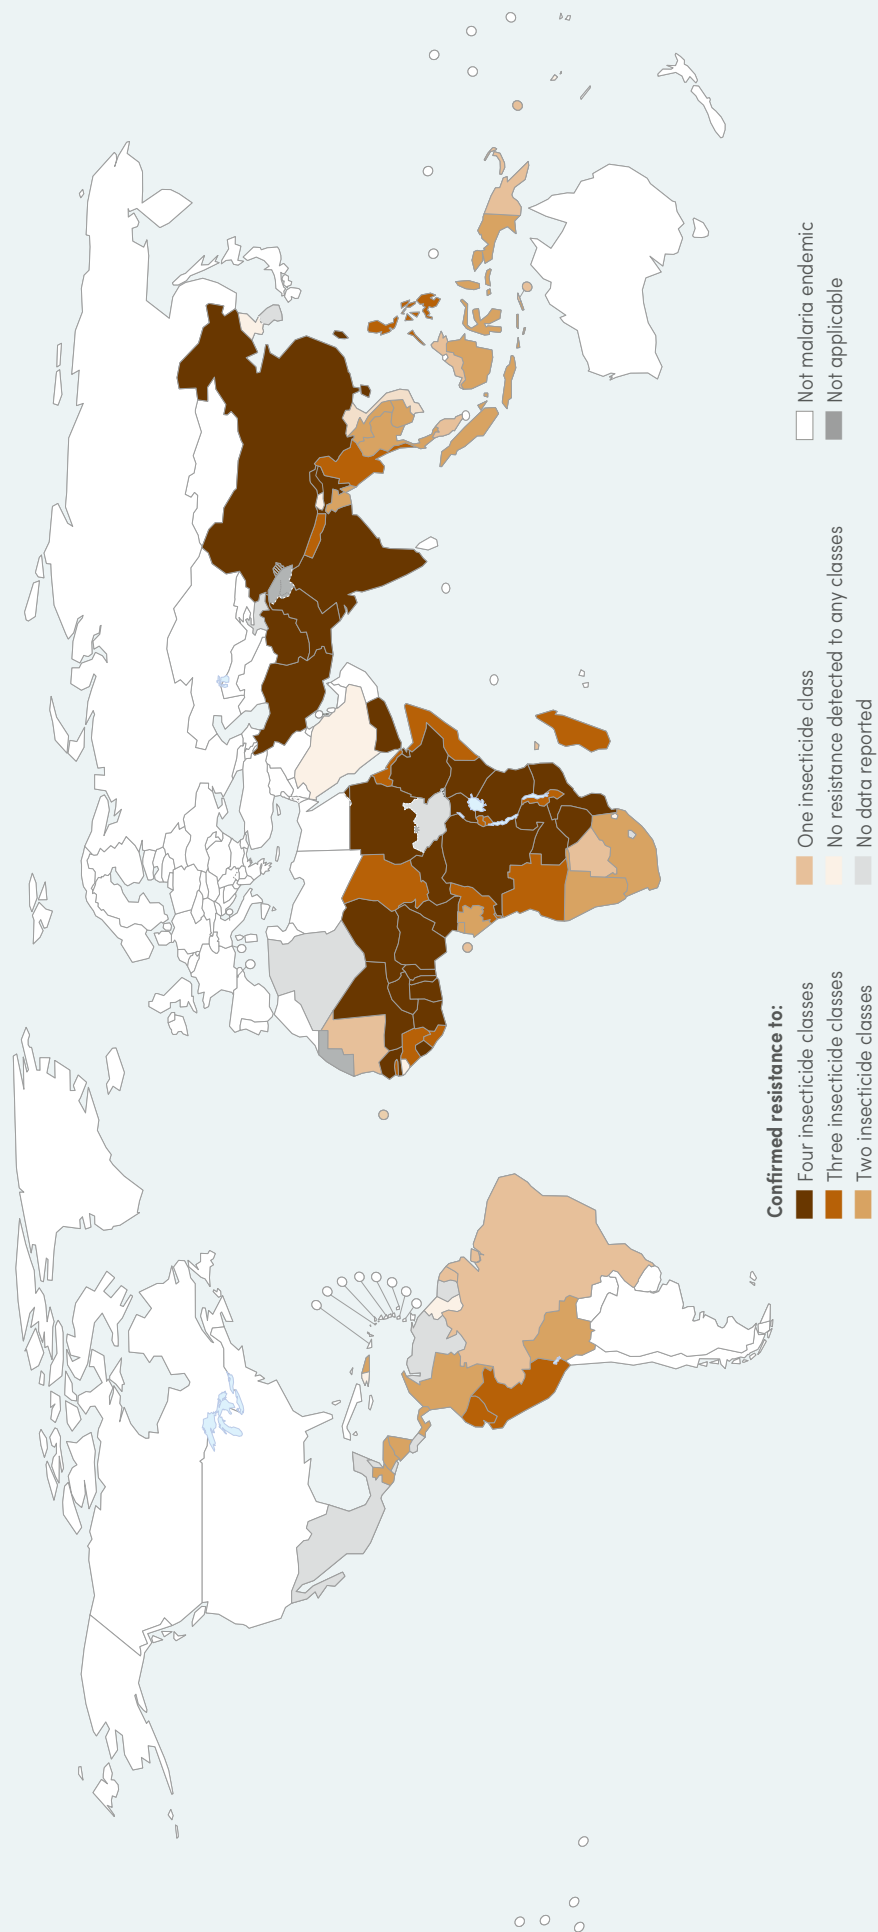 Confirmed resistance to:
Four insecticide classes
Three insecticide classes
Two insecticide classes
One insecticide class
No resistance detected to any classes
No data reported
Not malaria endemic
Not applicable